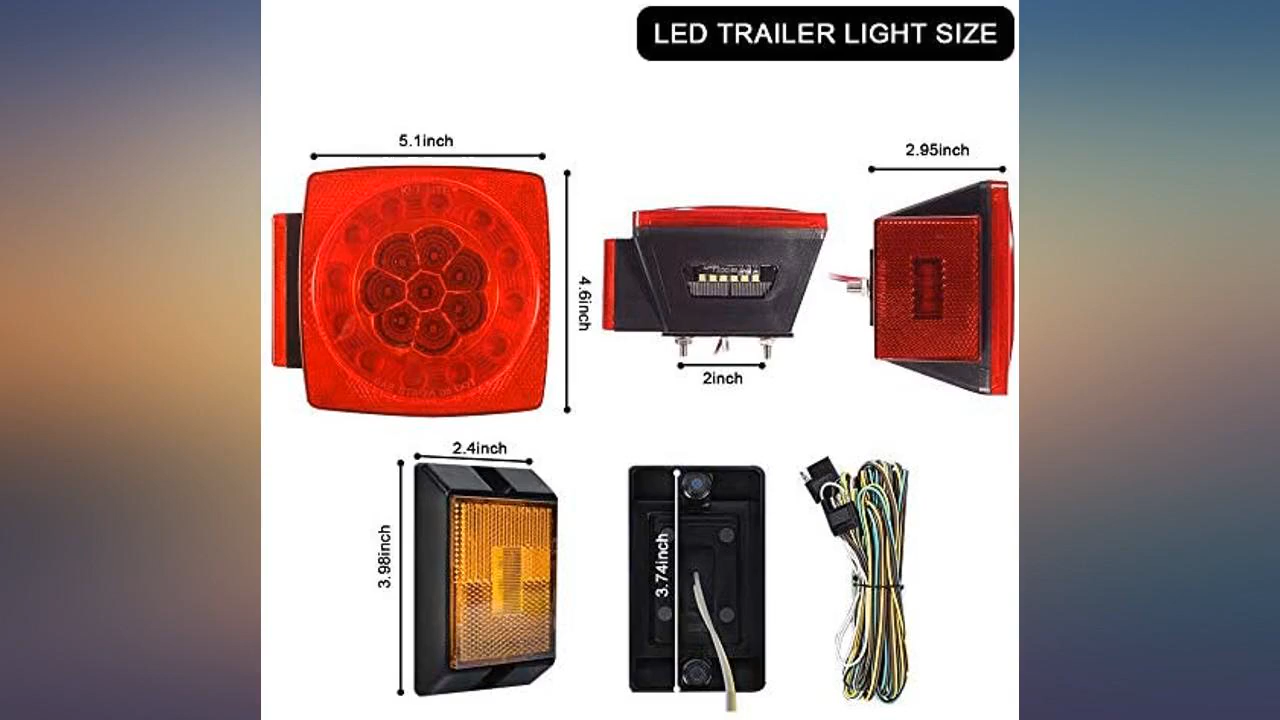 LED TRAILER LIGHT SIZE
5.1inch
2.95inch
4.6inch
2inch
2.4inch
3.98inch
3.74inch